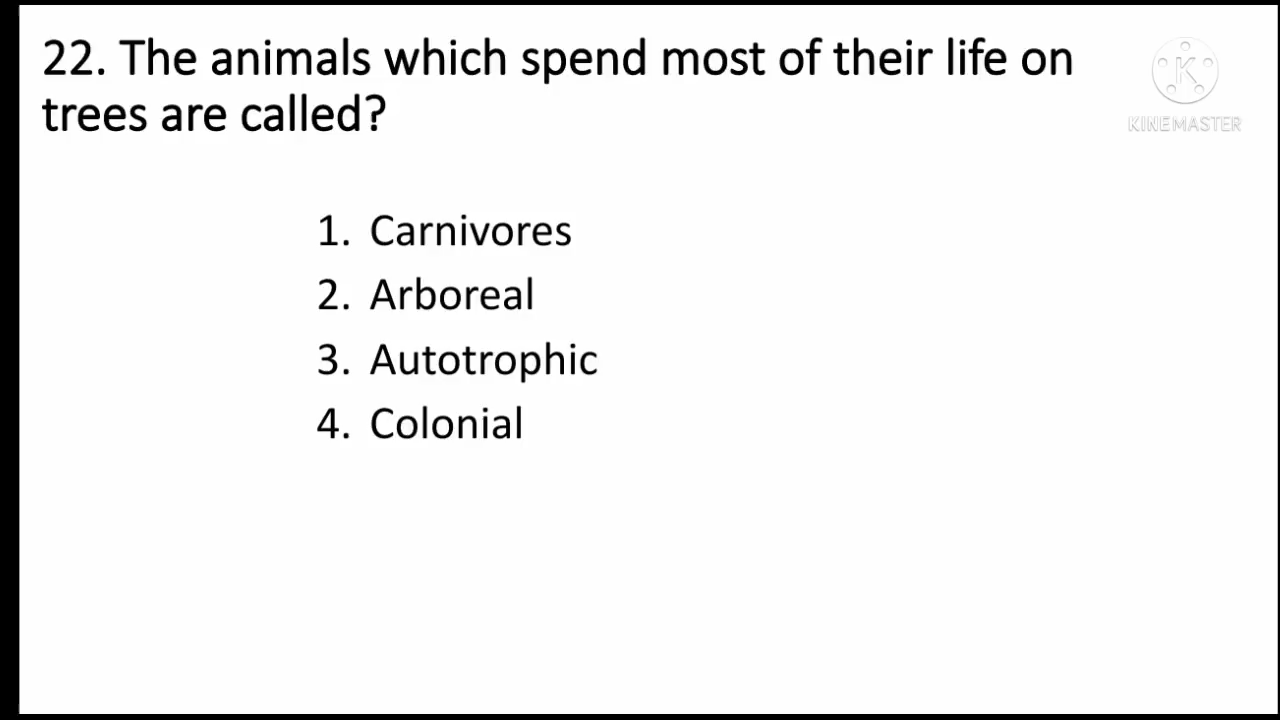 22. The animals which spend most of their life on
trees are called?
K
KINEMASTER
1. Carnivores
2. Arboreal
3. Autotrophic
4. Colonial